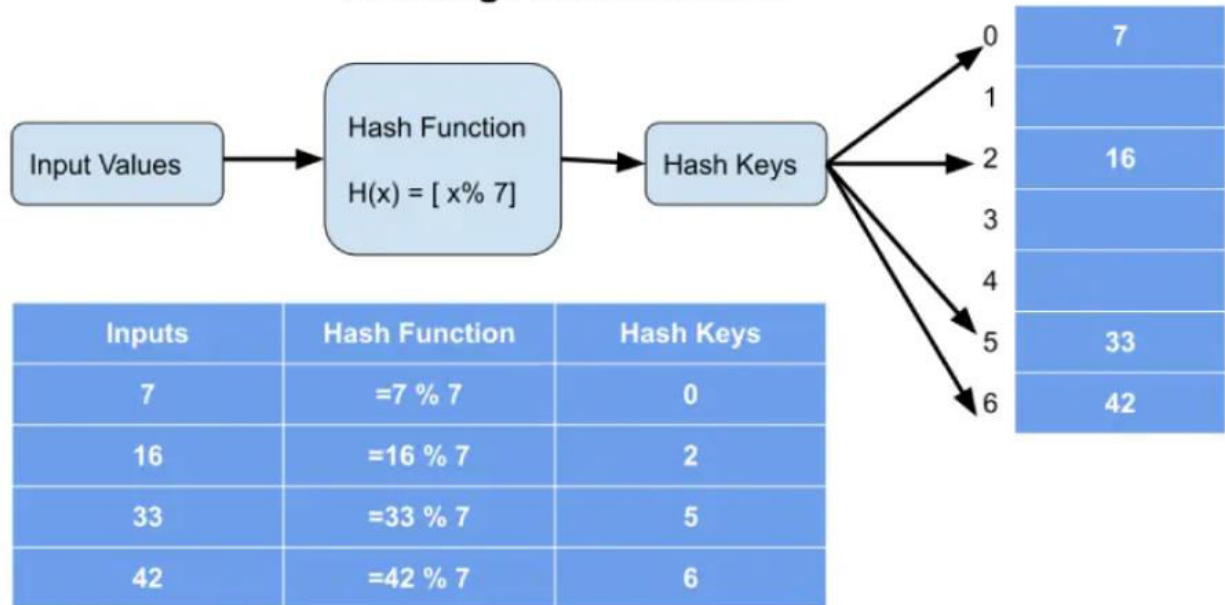 Input Values
Hash Function
H(x) = [ x% 7]
Hash Keys
0 7
1
2 16
3
4
5 33
6 42
Inputs Hash Function Hash Keys
7 =7 % 7 0
16 =16 % 7 2
33 =33 % 7 5
42 =42 % 7 6